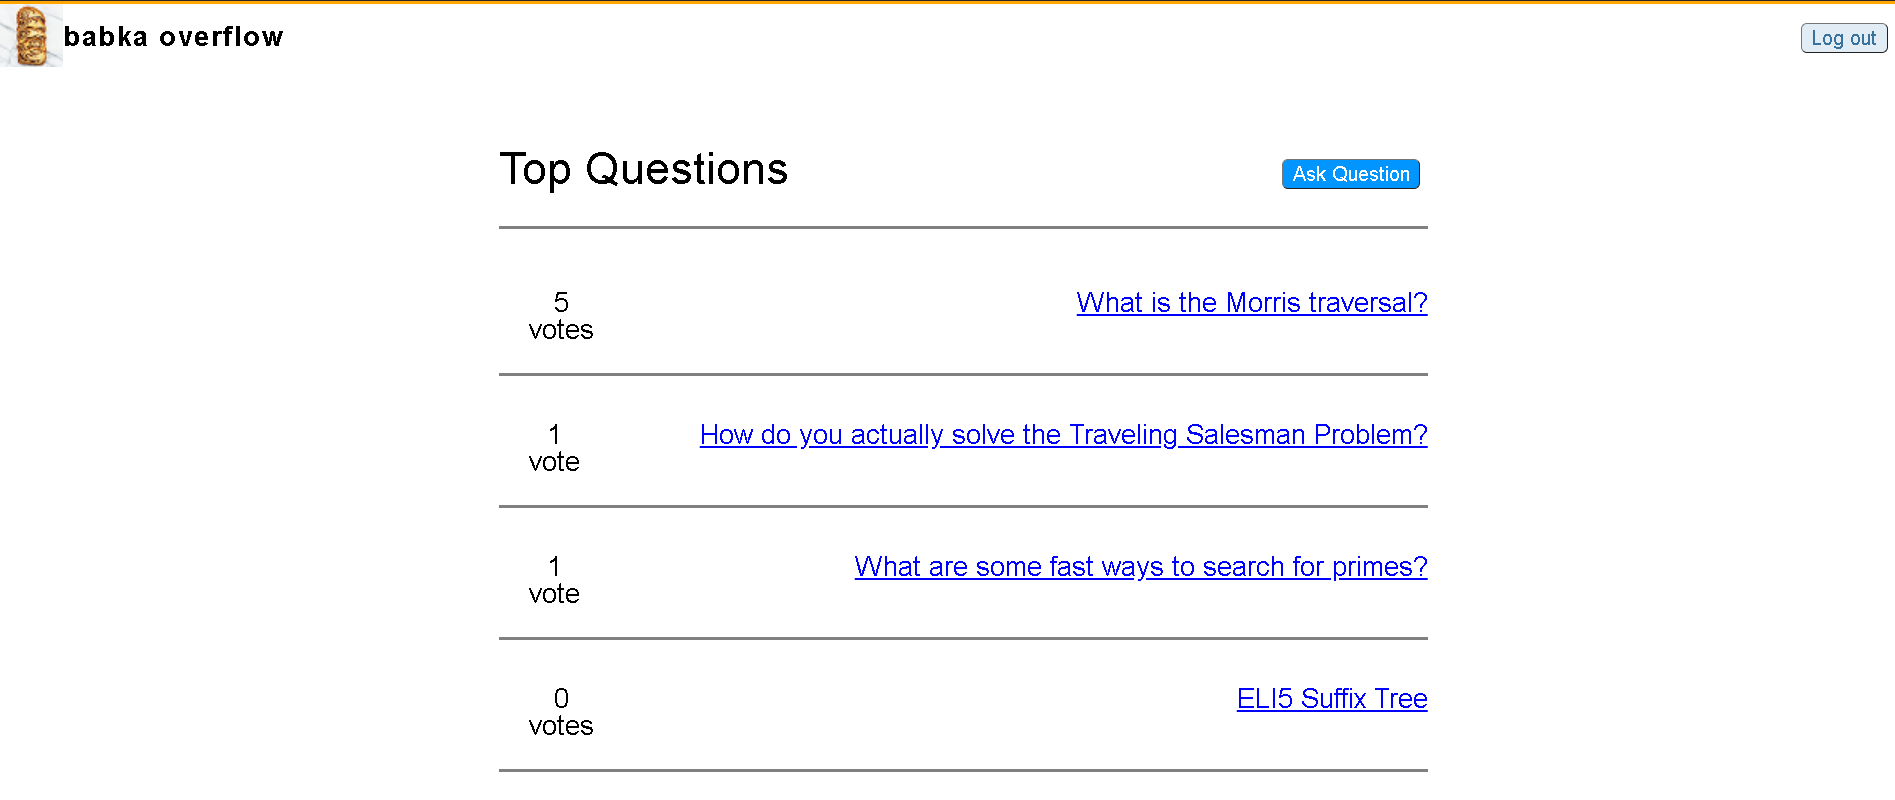 babka overflow
Log out
Top Questions
Ask Question
5
votes
What is the Morris traversal?
1
vote
How do you actually solve the Traveling Salesman Problem?
1
vote
What are some fast ways to search for primes?
0
votes
ELI5 Suffix Tree